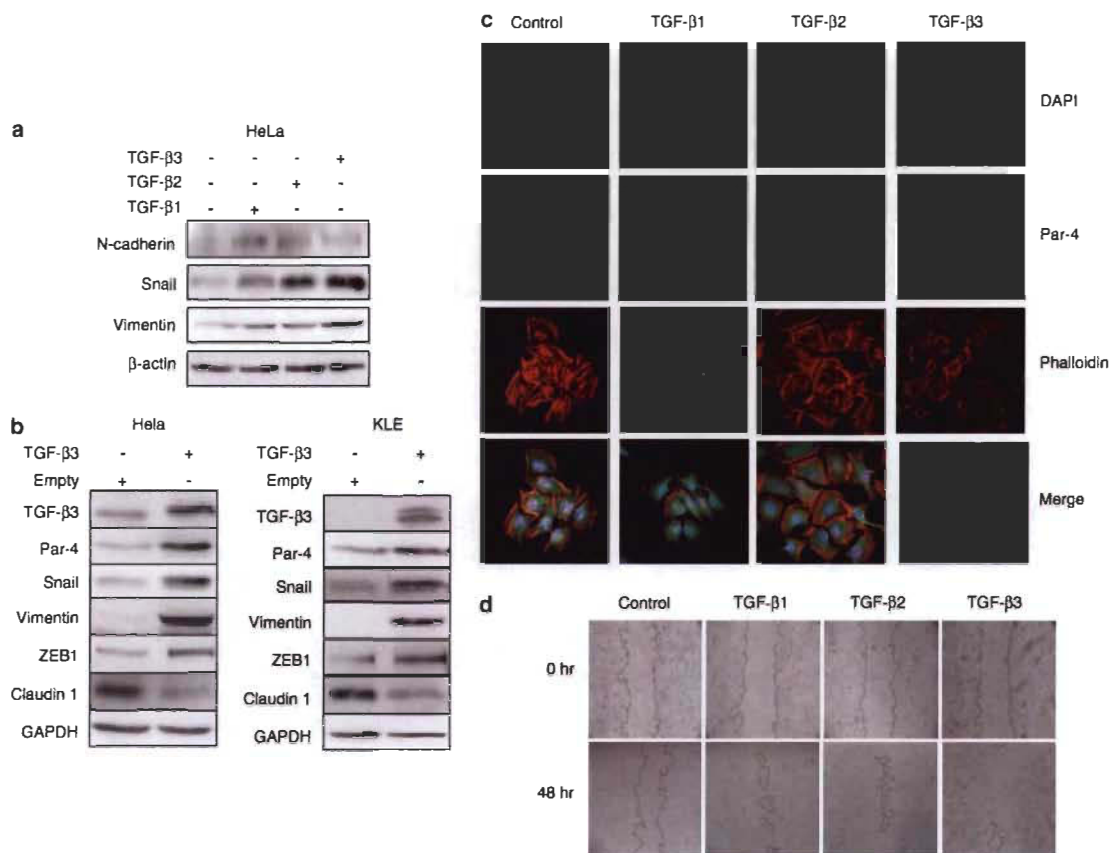 a
HeLa
TGF-β3 - - - +
TGF-β2 - - + -
TGF-β1 - + - -
N-cadherin
Snail
Vimentin
β-actin
b
Hela
TGF-β3 - +
Empty + -
TGF-β3
Par-4
Snail
Vimentin
ZEB1
Claudin 1
GAPDH
KLE
TGF-β3 - +
Empty + -
TGF-β3
Par-4
Snail
Vimentin
ZEB1
Claudin 1
GAPDH
c
Control TGF-β1 TGF-β2 TGF-β3
DAPI
Par-4
Phalloidin
Merge
d
Control TGF-β1 TGF-β2 TGF-β3
0 hr
48 hr